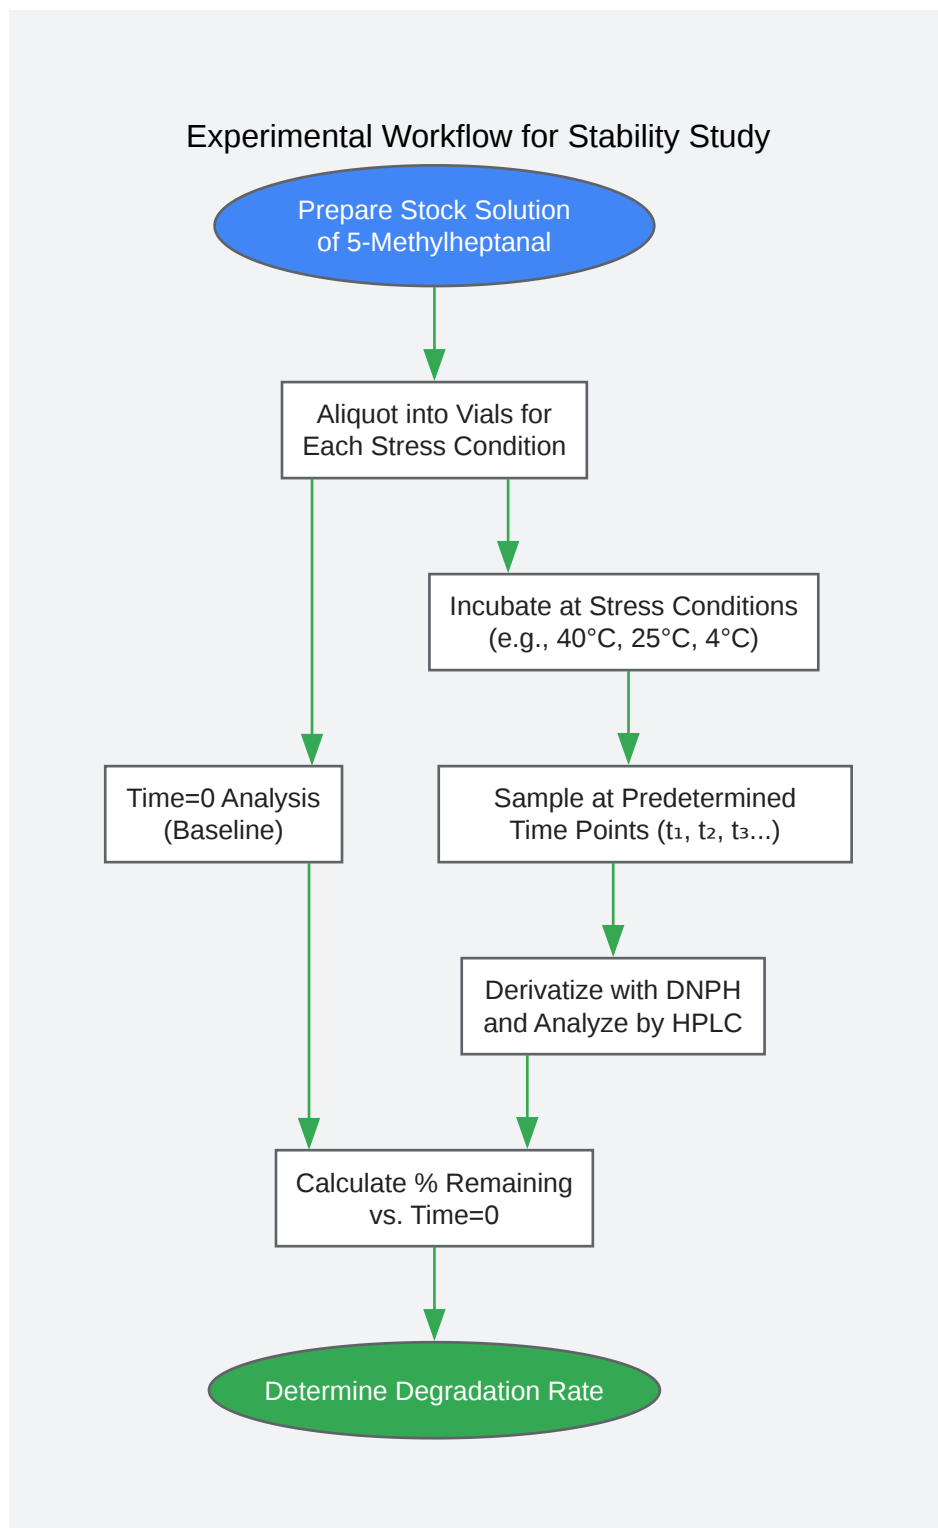 Experimental Workflow for Stability Study
Prepare Stock Solution
of 5-Methylheptanal
Aliquot into Vials for
Each Stress Condition
Incubate at Stress Conditions
(e.g., 40°C, 25°C, 4°C)
Time=0 Analysis
(Baseline)
Sample at Predetermined
Time Points (t₁, t₂, t₃...)
Derivatize with DNPH
and Analyze by HPLC
Calculate % Remaining
vs. Time=0
Determine Degradation Rate